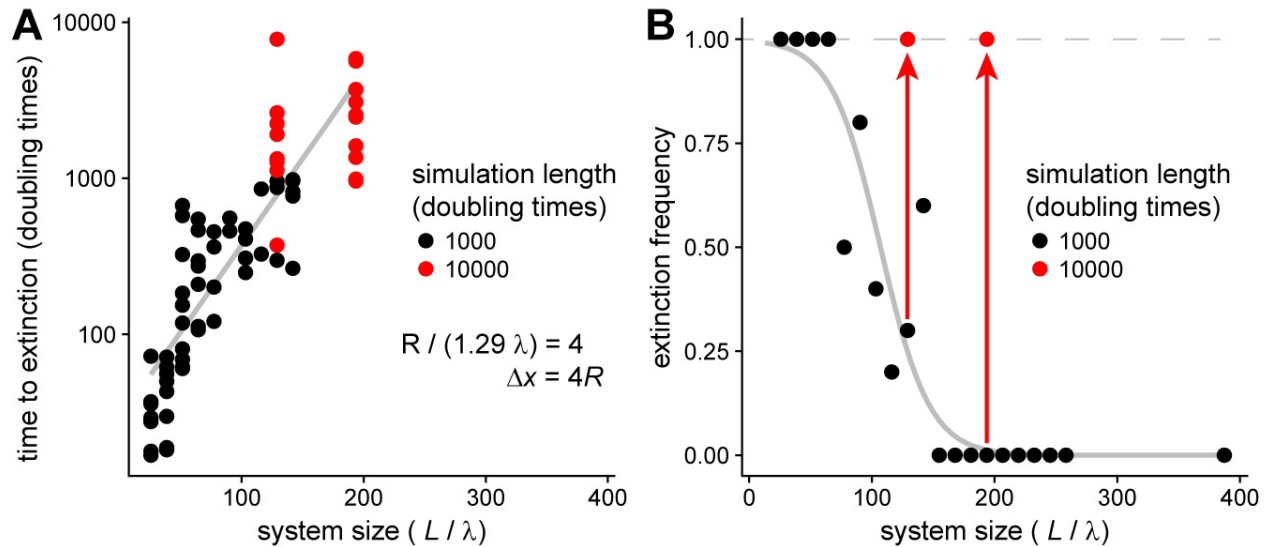 A
time to extinction (doubling times)
10000
1000
100
simulation length
(doubling times)
1000
10000
R / (1.29 λ) = 4
Δx = 4R
100
200
300
400
system size ( L / λ)
B
extinction frequency
1.00
0.75
0.50
0.25
0.00
simulation length
(doubling times)
1000
10000
0
100
200
300
400
system size ( L / λ)